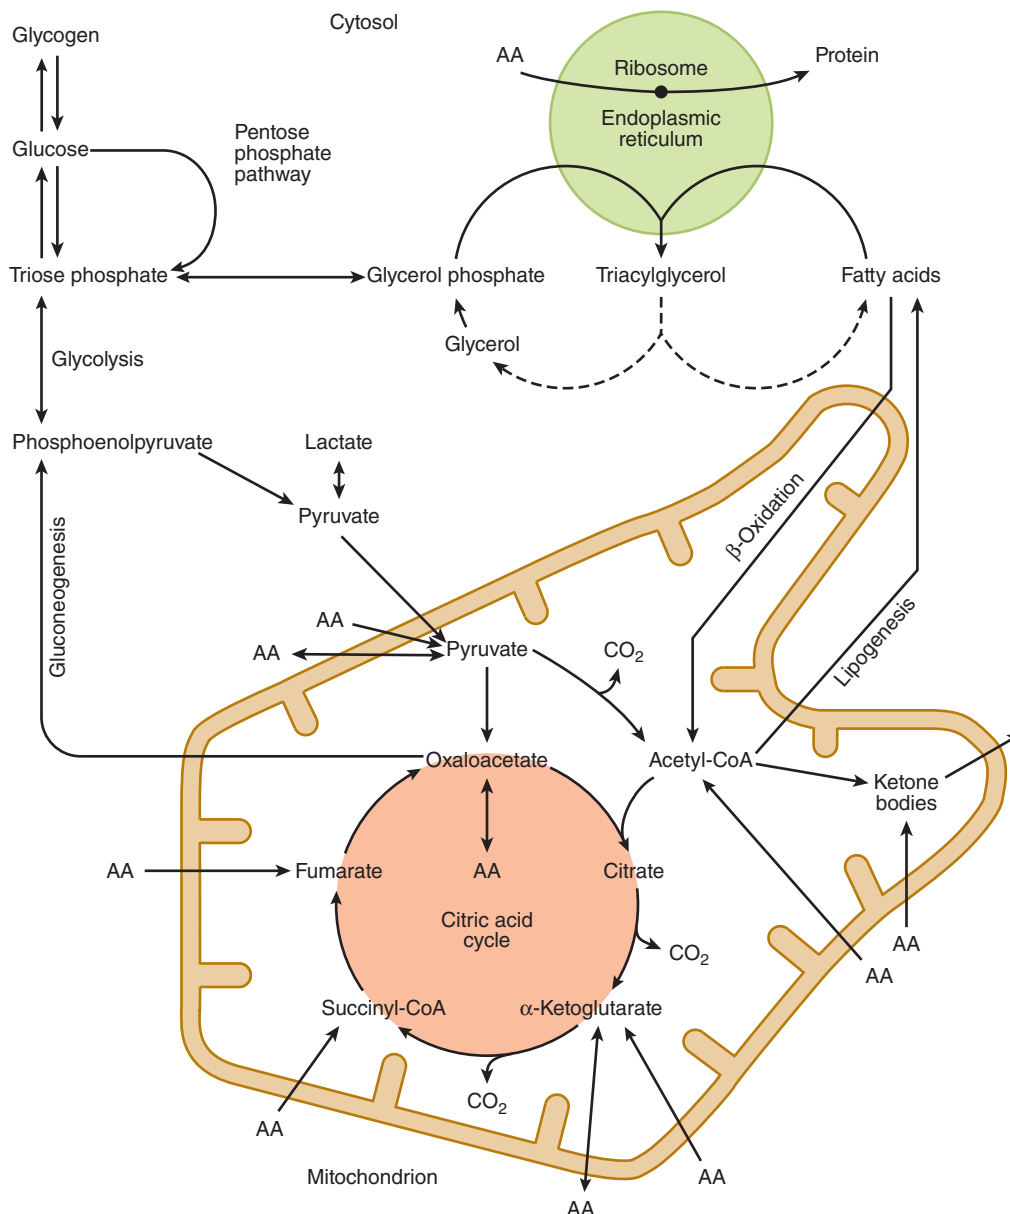 Cytosol
Glycogen
AA
Protein
Ribosome
Endoplasmic
reticulum
Pentose
phosphate
pathway
Glucose
Triose phosphate
Glycerol phosphate
Triacylglycerol
Fatty acids
Glycerol
Glycolysis
Phosphoenolpyruvate
Lactate
Pyruvate
β-Oxidation
Lipogenesis
Gluconeogenesis
AA
AA
Pyruvate
CO2
Oxaloacetate
Acetyl-CoA
Ketone
bodies
AA
Fumarate
AA
Citrate
Citric acid
cycle
CO2
AA
AA
Succinyl-CoA
α-Ketoglutarate
CO2
AA
Mitochondrion
AA
AA